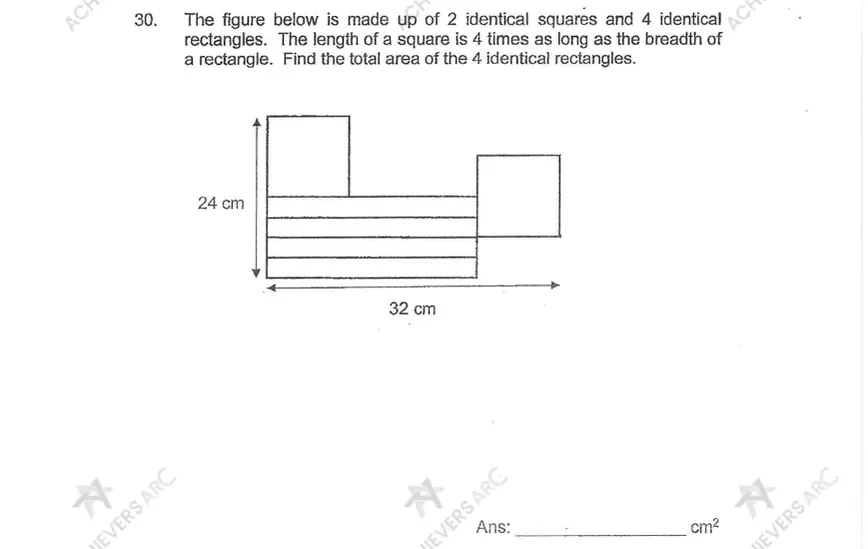 30. The figure below is made up of 2 identical squares and 4 identical
rectangles. The length of a square is 4 times as long as the breadth of
a rectangle. Find the total area of the 4 identical rectangles.
24 cm
32 cm
Ans: ____________________ cm²